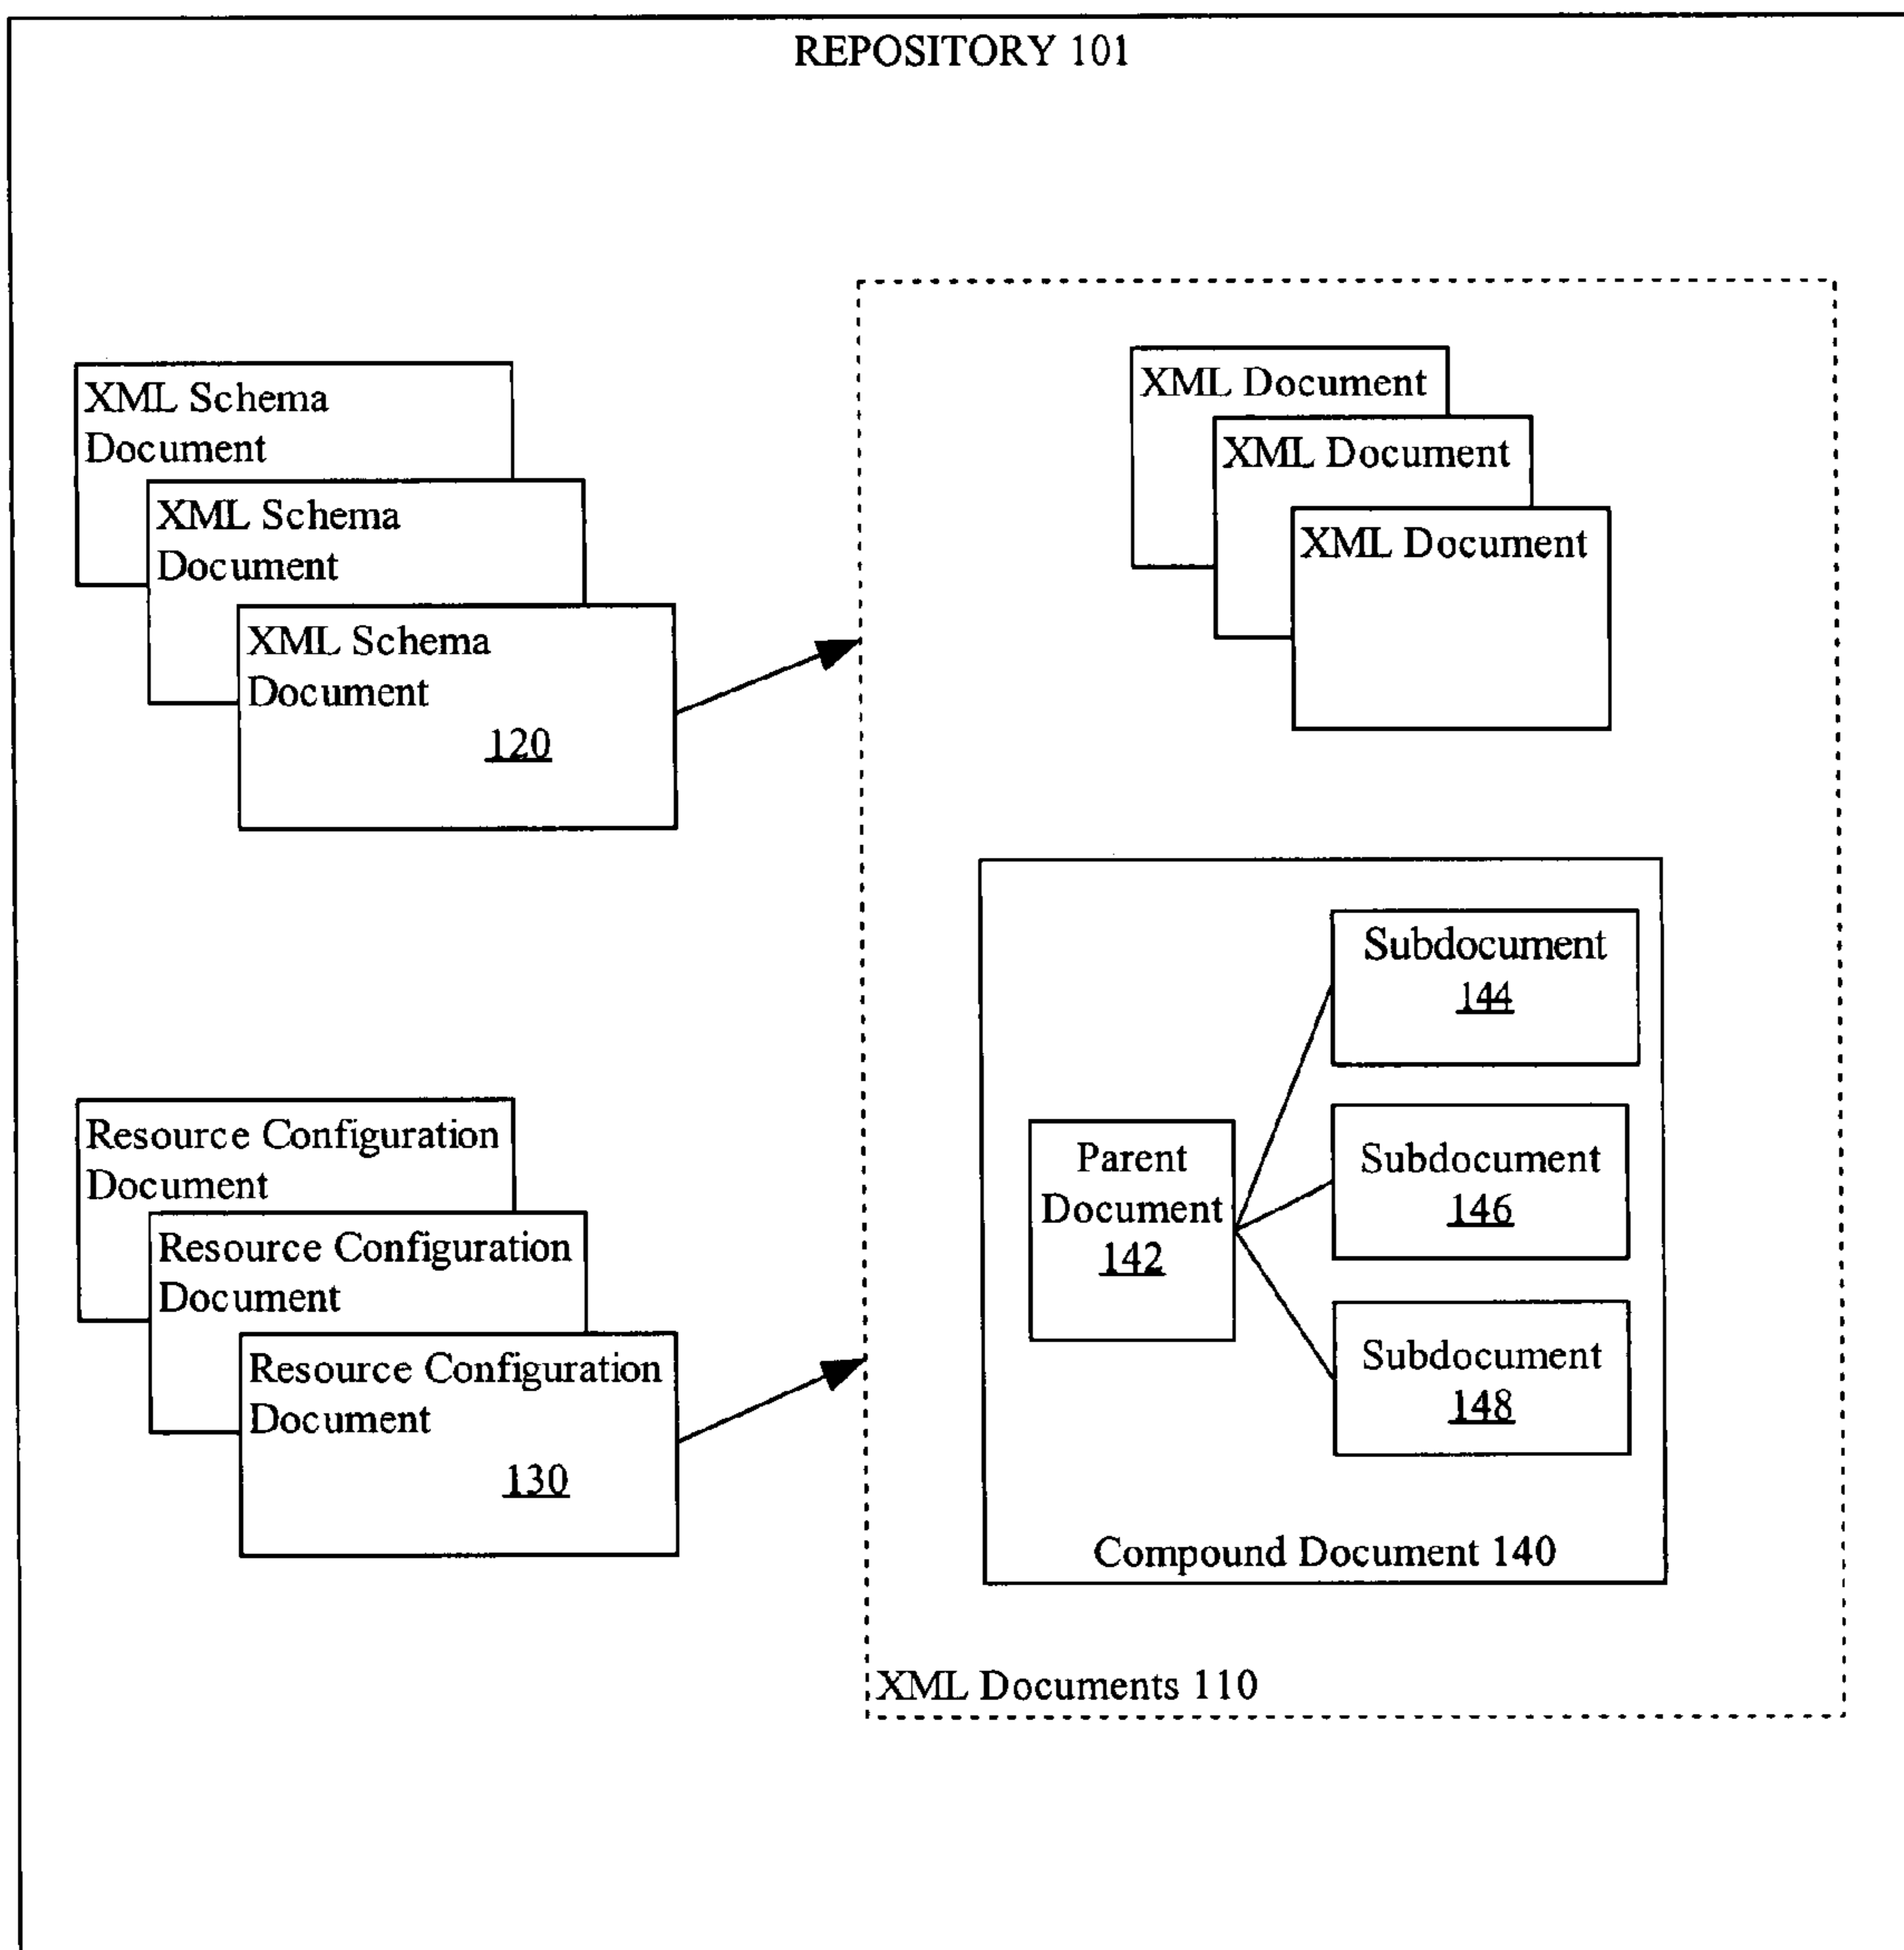 REPOSITORY 101
XML Schema
Document
XML Schema
Document
XML Schema
Document
120
Resource Configuration
Document
Resource Configuration
Document
Resource Configuration
Document
130
XML Document
XML Document
XML Document
Subdocument
144
Parent
Document
142
Subdocument
146
Subdocument
148
Compound Document 140
XML Documents 110